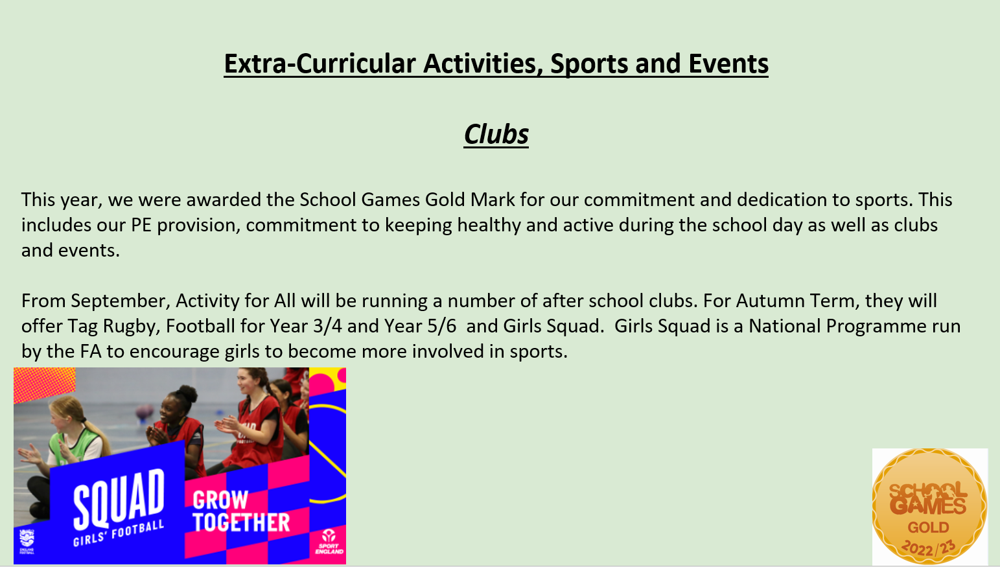 Extra-Curricular Activities, Sports and Events
Clubs
This year, we were awarded the School Games Gold Mark for our commitment and dedication to sports. This
includes our PE provision, commitment to keeping healthy and active during the school day as well as clubs
and events.
From September, Activity for All will be running a number of after school clubs. For Autumn Term, they will
offer Tag Rugby, Football for Year 3/4 and Year 5/6  and Girls Squad.  Girls Squad is a National Programme run
by the FA to encourage girls to become more involved in sports.
SQUAD
GIRLS' FOOTBALL
GROW
TOGETHER
ENGLAND
FOOTBALL
SPORT
ENGLAND
SCHOOL
GAMES
GOLD
2022/23